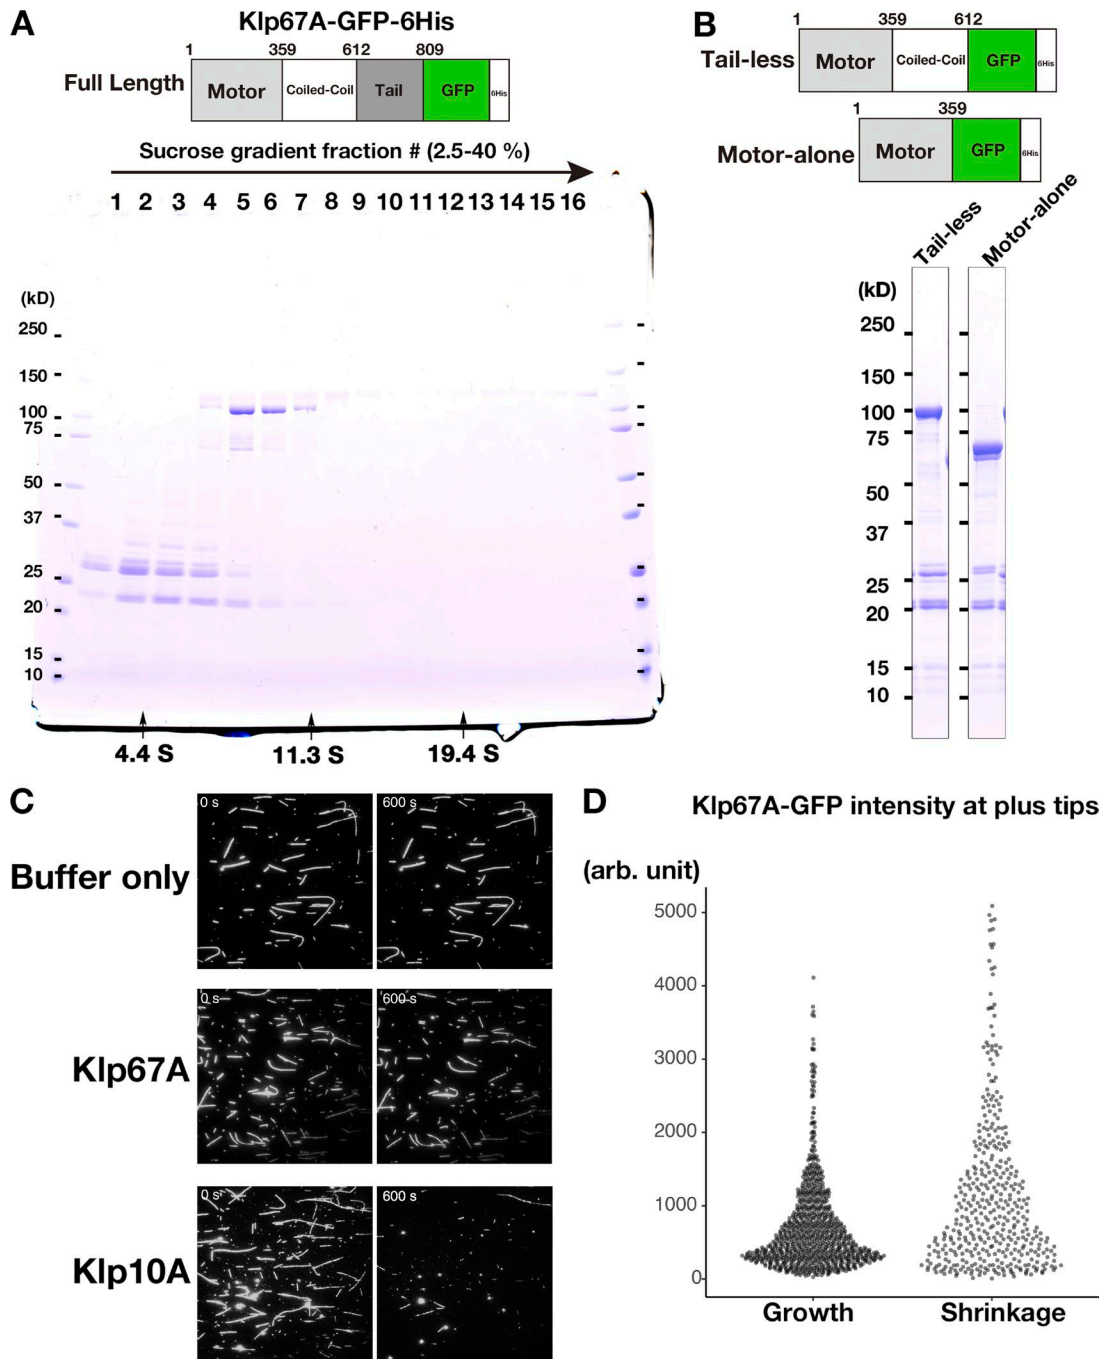 A
Klp67A-GFP-6His
1 359 612 809
Full Length Motor Coiled-Coil Tail GFP 6His
Sucrose gradient fraction # (2.5-40 %)
1 2 3 4 5 6 7 8 9 10 11 12 13 14 15 16
(kD)
250
150
100
75
50
37
25
20
15
10
4.4 S 11.3 S 19.4 S
B
1 359 612
Tail-less Motor Coiled-Coil GFP 6His
1 359
Motor-alone Motor GFP 6His
Tail-less Motor-alone
(kD)
250
150
100
75
50
37
25
20
15
10
C
0 s 600 s
Buffer only
0 s 600 s
Klp67A
0 s 600 s
Klp10A
D
Klp67A-GFP intensity at plus tips
(arb. unit)
5000
4000
3000
2000
1000
0
Growth Shrinkage